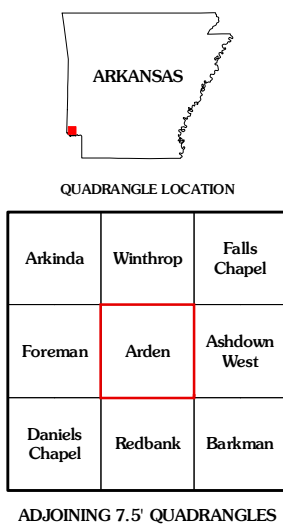 ARKANSAS
QUADRANGLE LOCATION
Arkinda
Winthrop
Falls
Chapel
Foreman
Arden
Ashdown
West
Daniels
Chapel
Redbank
Barkman
ADJOINING 7.5' QUADRANGLES